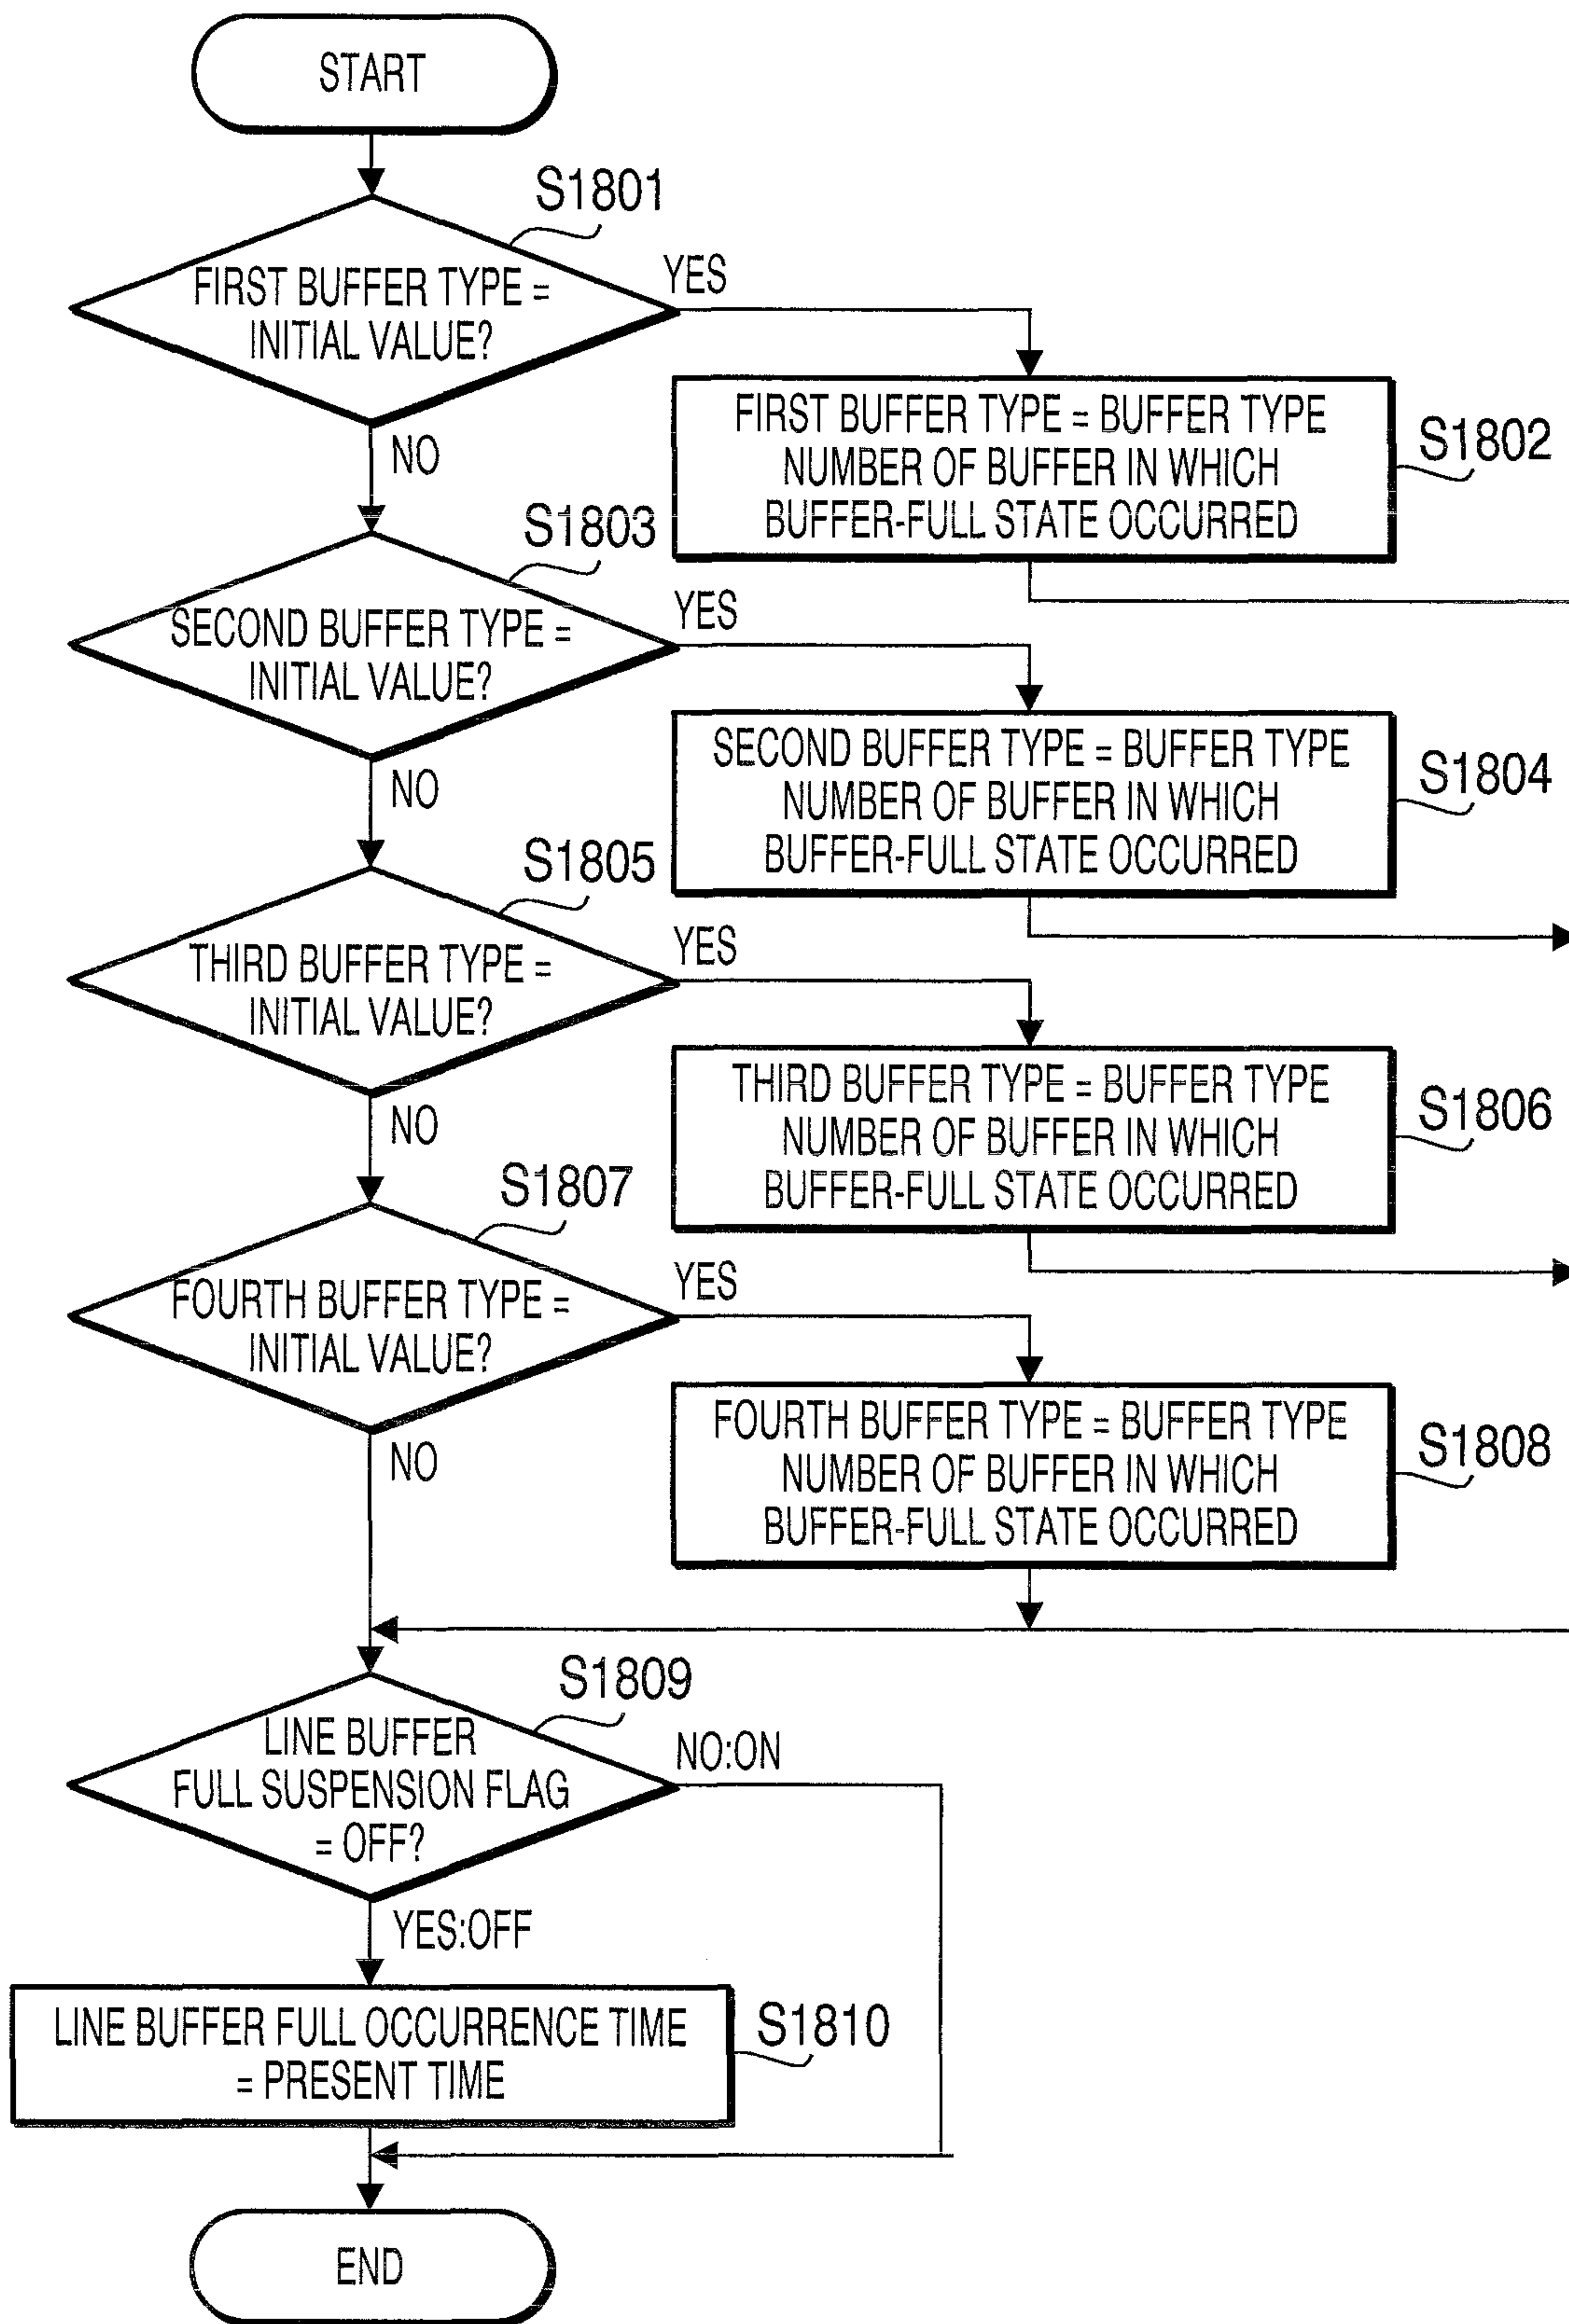 START
S1801
FIRST BUFFER TYPE =
INITIAL VALUE?
YES
NO
FIRST BUFFER TYPE = BUFFER TYPE
NUMBER OF BUFFER IN WHICH
BUFFER-FULL STATE OCCURRED
S1802
S1803
SECOND BUFFER TYPE =
INITIAL VALUE?
YES
NO
SECOND BUFFER TYPE = BUFFER TYPE
NUMBER OF BUFFER IN WHICH
BUFFER-FULL STATE OCCURRED
S1804
S1805
THIRD BUFFER TYPE =
INITIAL VALUE?
YES
NO
THIRD BUFFER TYPE = BUFFER TYPE
NUMBER OF BUFFER IN WHICH
BUFFER-FULL STATE OCCURRED
S1806
S1807
FOURTH BUFFER TYPE =
INITIAL VALUE?
YES
NO
FOURTH BUFFER TYPE = BUFFER TYPE
NUMBER OF BUFFER IN WHICH
BUFFER-FULL STATE OCCURRED
S1808
S1809
LINE BUFFER
FULL SUSPENSION FLAG
= OFF?
NO:ON
YES:OFF
LINE BUFFER FULL OCCURRENCE TIME
= PRESENT TIME
S1810
END